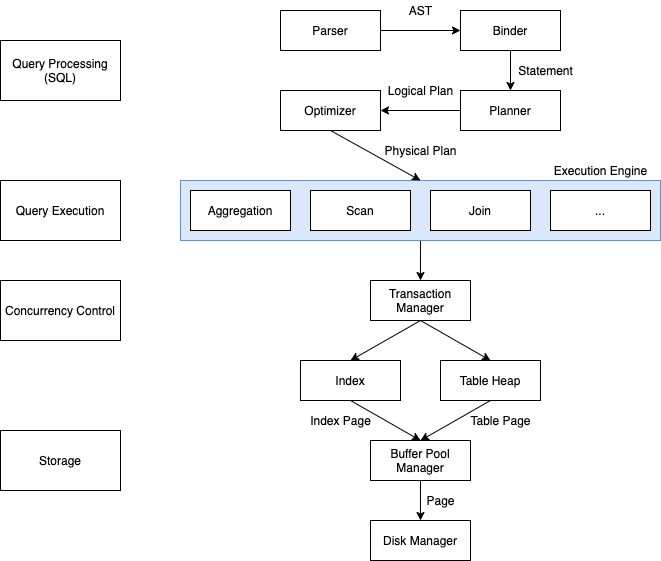 AST
Parser
Binder
Query Processing
(SQL)
Statement
Logical Plan
Optimizer
Planner
Physical Plan
Execution Engine
Query Execution
Aggregation
Scan
Join
...
Concurrency Control
Transaction
Manager
Index
Table Heap
Index Page
Table Page
Storage
Buffer Pool
Manager
Page
Disk Manager